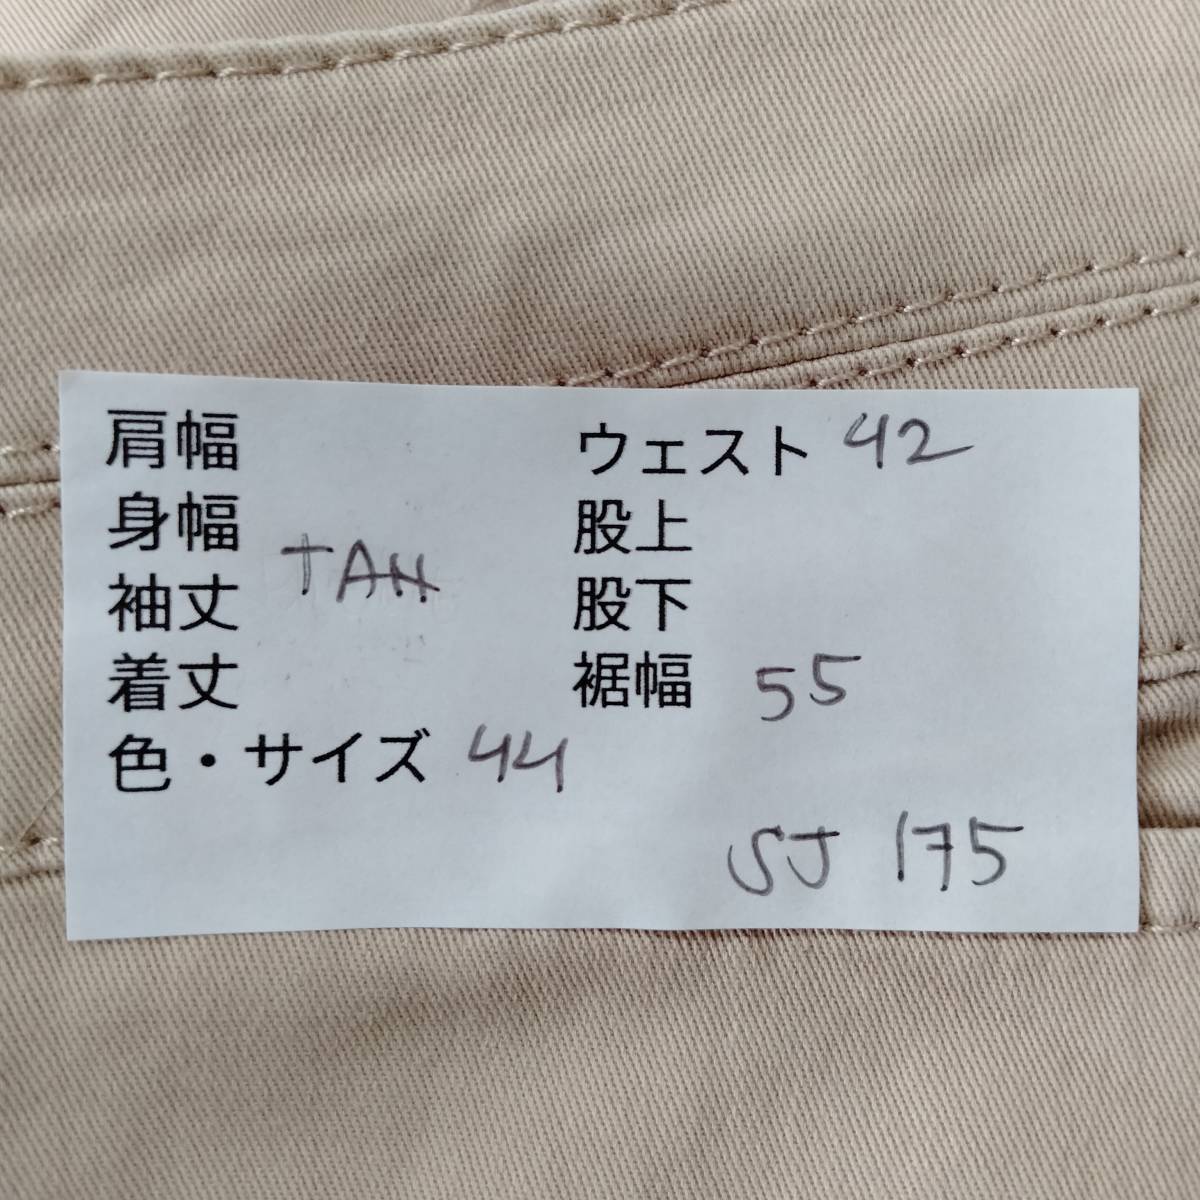 肩幅
身幅
TAH
袖丈
着丈
色・サイズ 44
ウェスト 42
股上
股下
裾幅 55
SJ 175